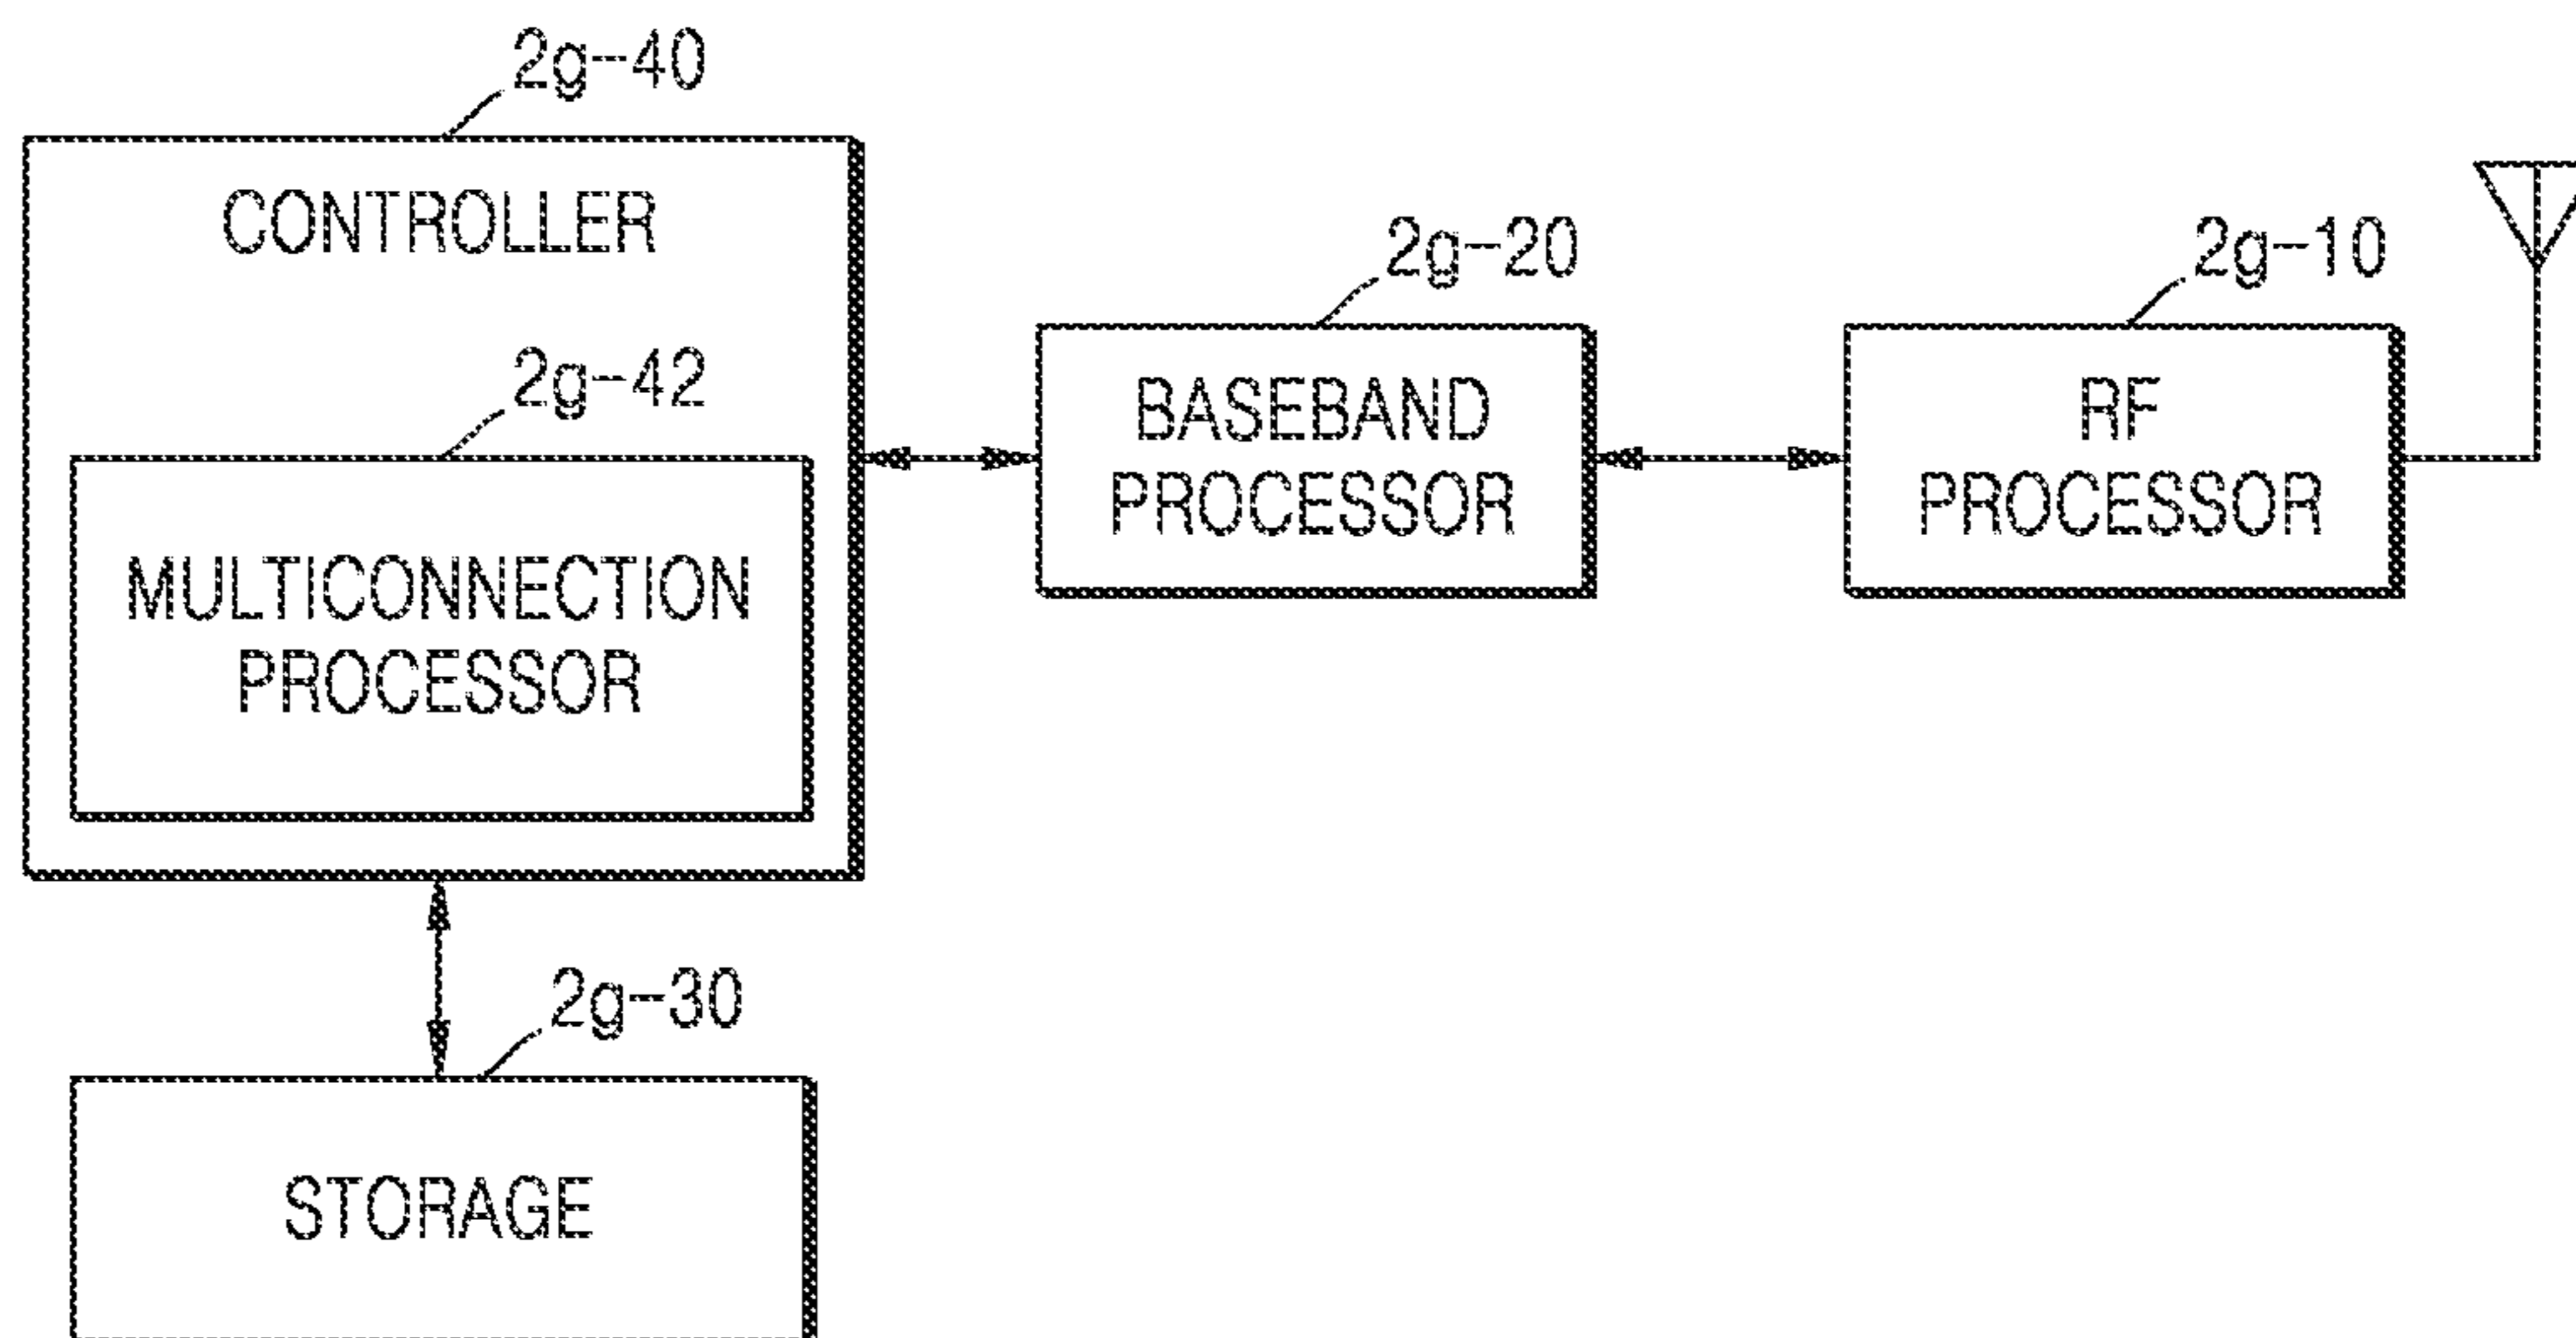 2g-40
CONTROLLER
2g-42
MULTICONNECTION
PROCESSOR
2g-20
BASEBAND
PROCESSOR
2g-10
RF
PROCESSOR
2g-30
STORAGE